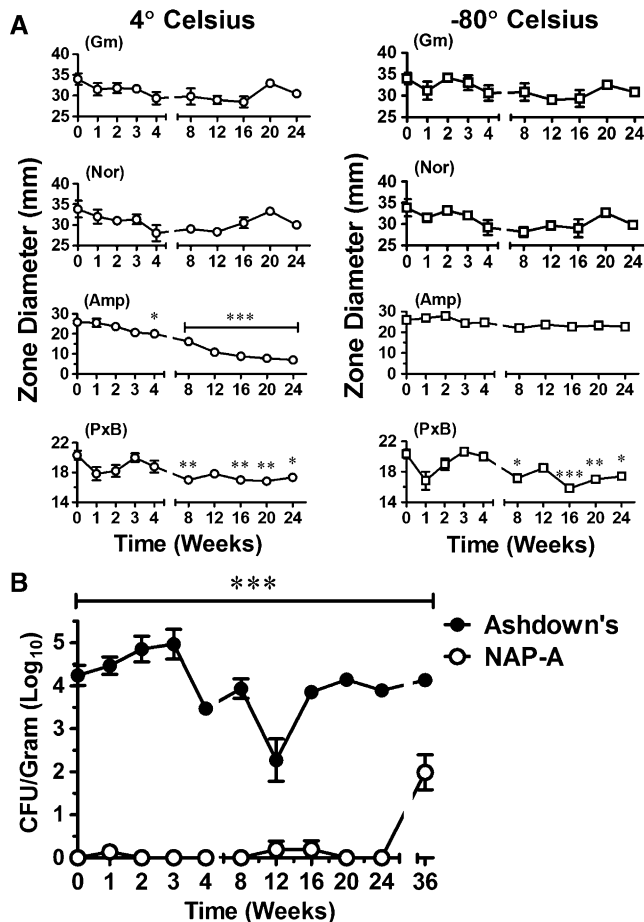 A
4° Celsius
-80° Celsius
Zone Diameter (mm)
(Gm)
35
30
25
0 1 2 3 4 8 12 16 20 24
(Nor)
40
35
30
25
0 1 2 3 4 8 12 16 20 24
(Amp)
30
20
10
0
*
***
0 1 2 3 4 8 12 16 20 24
(PxB)
22
18
14
** ** ** *
0 1 2 3 4 8 12 16 20 24
Time (Weeks)
Zone Diameter (mm)
(Gm)
40
35
30
25
0 1 2 3 4 8 12 16 20 24
(Nor)
40
35
30
25
0 1 2 3 4 8 12 16 20 24
(Amp)
30
20
10
0
0 1 2 3 4 8 12 16 20 24
(PxB)
22
18
14
* *** ** *
0 1 2 3 4 8 12 16 20 24
Time (Weeks)
B
***
Ashdown's
NAP-A
CFU/Gram (Log10)
5
4
3
2
1
0
0 1 2 3 4 8 12 16 20 24 36
Time (Weeks)